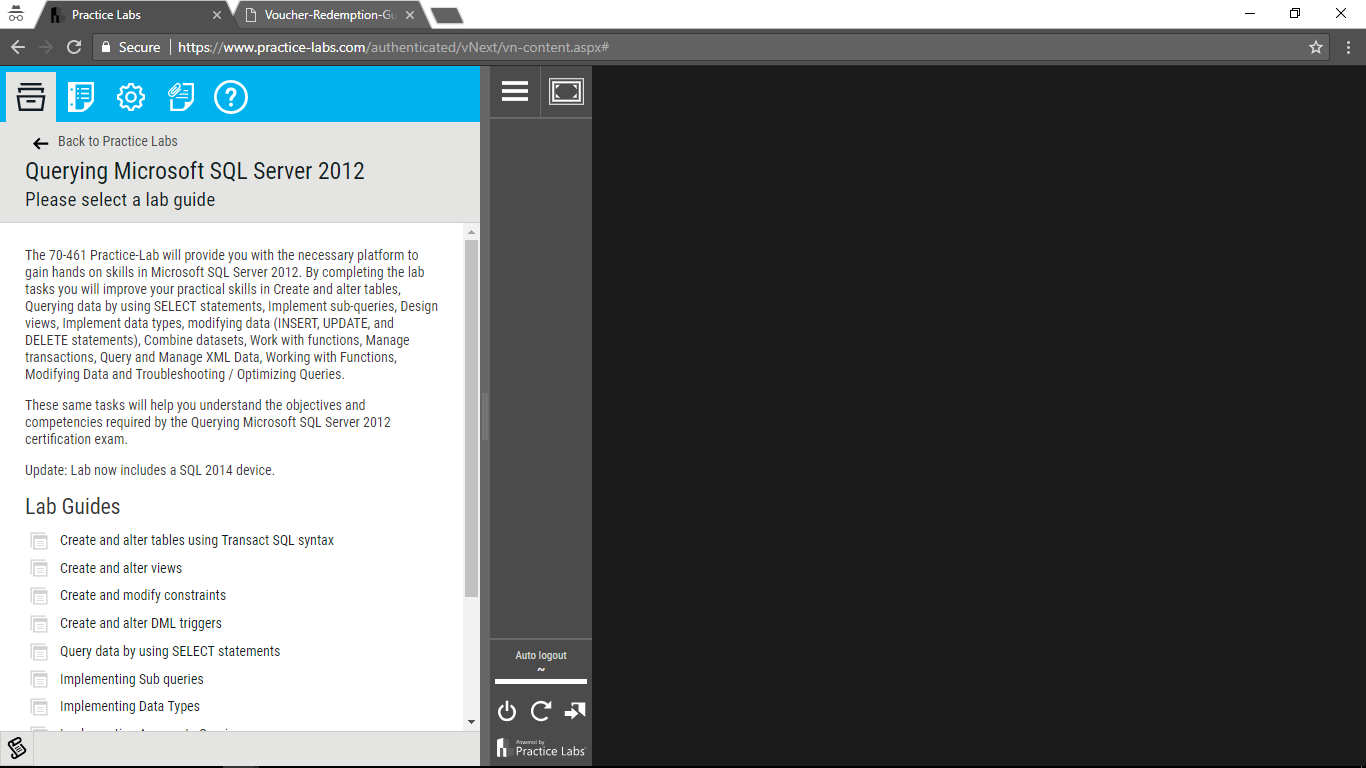 Practice Labs
Voucher-Redemption-Gu
Secure
https://www.practice-labs.com/authenticated/vNext/vn-content.aspx#
Back to Practice Labs
Querying Microsoft SQL Server 2012
Please select a lab guide
The 70-461 Practice-Lab will provide you with the necessary platform to
gain hands on skills in Microsoft SQL Server 2012. By completing the lab
tasks you will improve your practical skills in Create and alter tables,
Querying data by using SELECT statements, Implement sub-queries, Design
views, Implement data types, modifying data (INSERT, UPDATE, and
DELETE statements), Combine datasets, Work with functions, Manage
transactions, Query and Manage XML Data, Working with Functions,
Modifying Data and Troubleshooting / Optimizing Queries.
These same tasks will help you understand the objectives and
competencies required by the Querying Microsoft SQL Server 2012
certification exam.
Update: Lab now includes a SQL 2014 device.
Lab Guides
Create and alter tables using Transact SQL syntax
Create and alter views
Create and modify constraints
Create and alter DML triggers
Query data by using SELECT statements
Implementing Sub queries
Implementing Data Types
Auto logout
~
Powered by
Practice Labs